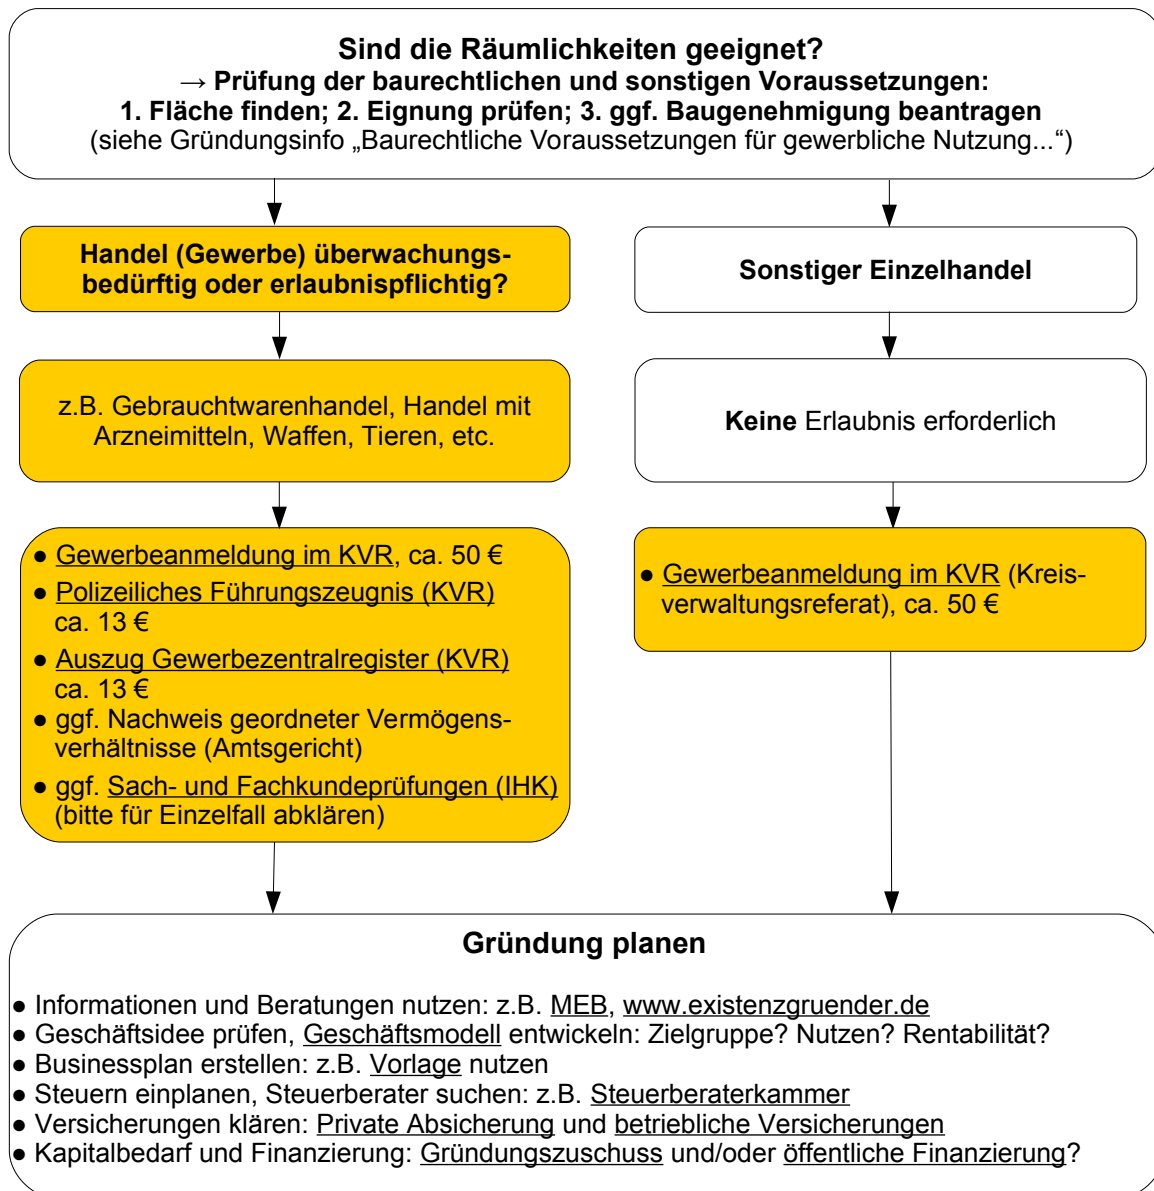 Sind die Räumlichkeiten geeignet?
→ Prüfung der baurechtlichen und sonstigen Voraussetzungen:
1. Fläche finden; 2. Eignung prüfen; 3. ggf. Baugenehmigung beantragen
(siehe Gründungsinfo „Baurechtliche Voraussetzungen für gewerbliche Nutzung...“)
Handel (Gewerbe) überwachungs-
bedürftig oder erlaubnispflichtig?
z.B. Gebrauchtwarenhandel, Handel mit
Arzneimitteln, Waffen, Tieren, etc.
● Gewerbeanmeldung im KVR, ca. 50 €
● Polizeiliches Führungszeugnis (KVR)
ca. 13 €
● Auszug Gewerbezentralregister (KVR)
ca. 13 €
● ggf. Nachweis geordneter Vermögens-
verhältnisse (Amtsgericht)
● ggf. Sach- und Fachkundeprüfungen (IHK)
(bitte für Einzelfall abklären)
Sonstiger Einzelhandel
Keine Erlaubnis erforderlich
● Gewerbeanmeldung im KVR (Kreis-
verwaltungsreferat), ca. 50 €
Gründung planen
● Informationen und Beratungen nutzen: z.B. MEB, www.existenzgruender.de
● Geschäftsidee prüfen, Geschäftsmodell entwickeln: Zielgruppe? Nutzen? Rentabilität?
● Businessplan erstellen: z.B. Vorlage nutzen
● Steuern einplanen, Steuerberater suchen: z.B. Steuerberaterkammer
● Versicherungen klären: Private Absicherung und betriebliche Versicherungen
● Kapitalbedarf und Finanzierung: Gründungszuschuss und/oder öffentliche Finanzierung?